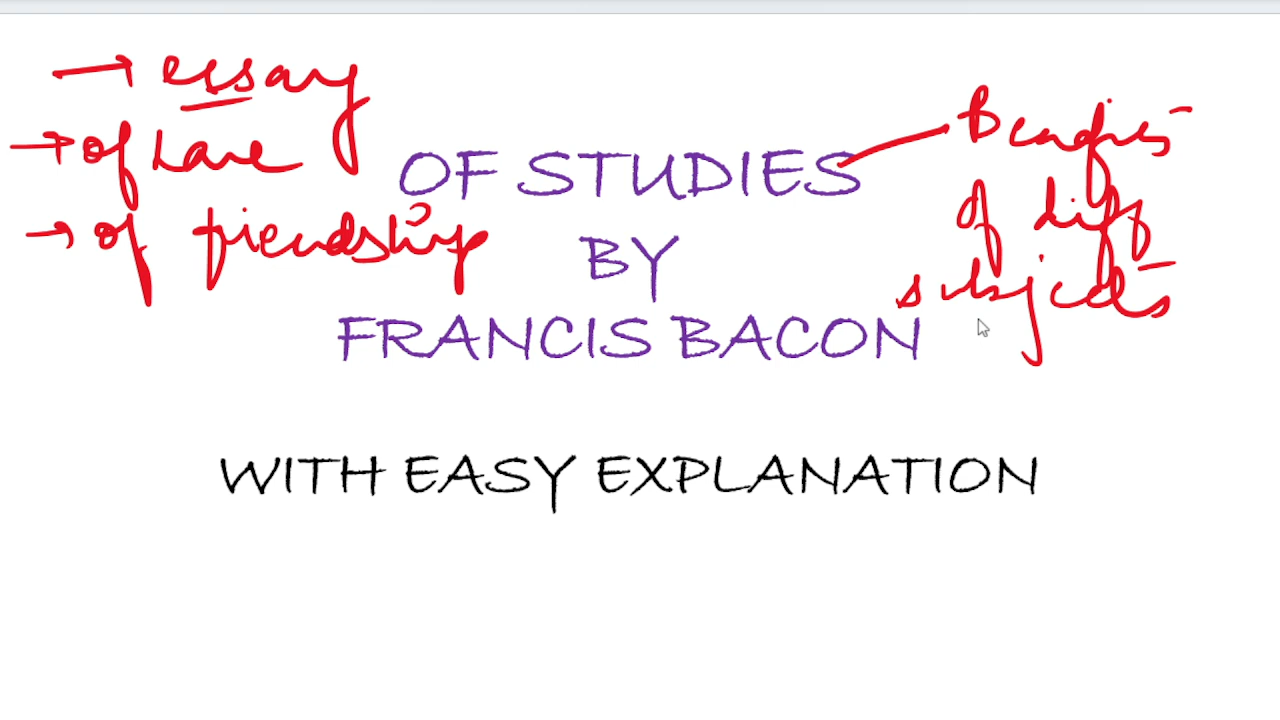 → essay
→ of Love
→ of friendship
OF STUDIES
BY
FRANCIS BACON
Benefits
of diff
subjects
WITH EASY EXPLANATION